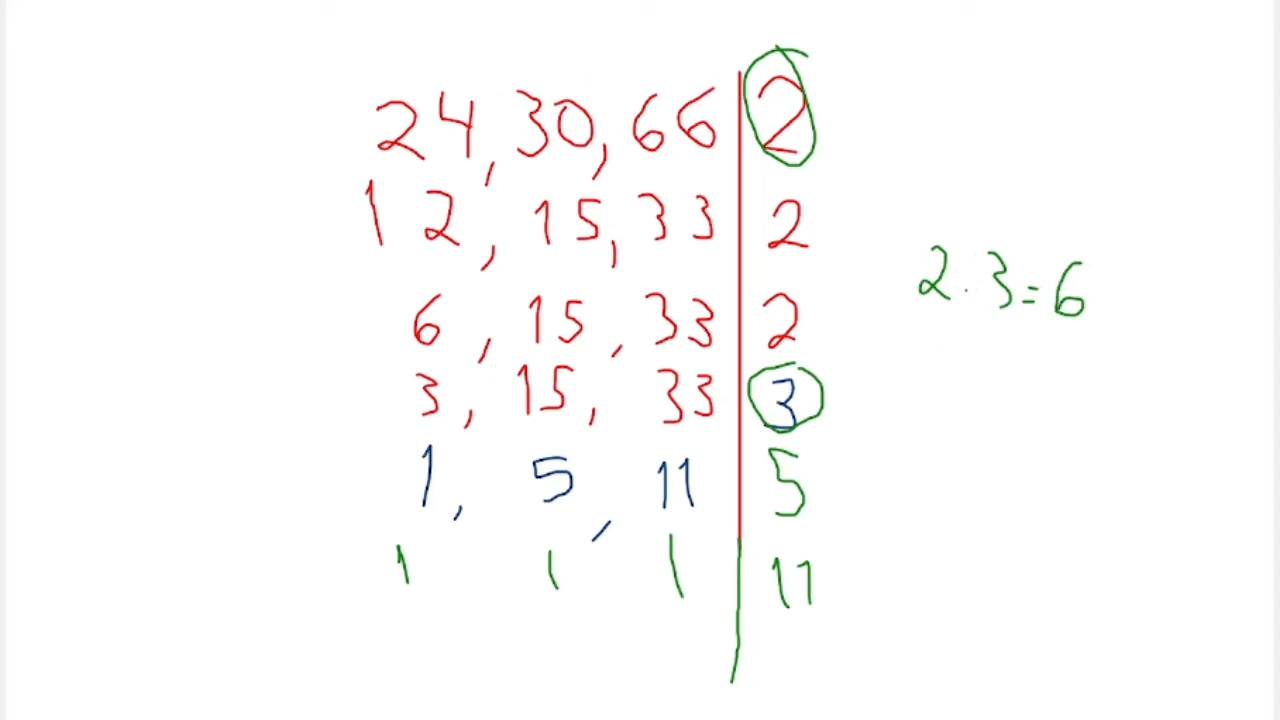 24, 30, 66 | 2
12, 15, 33 | 2
6, 15, 33 | 2
3, 15, 33 | 3
1, 5, 11 | 5
1 1 1 | 11
2 . 3 = 6